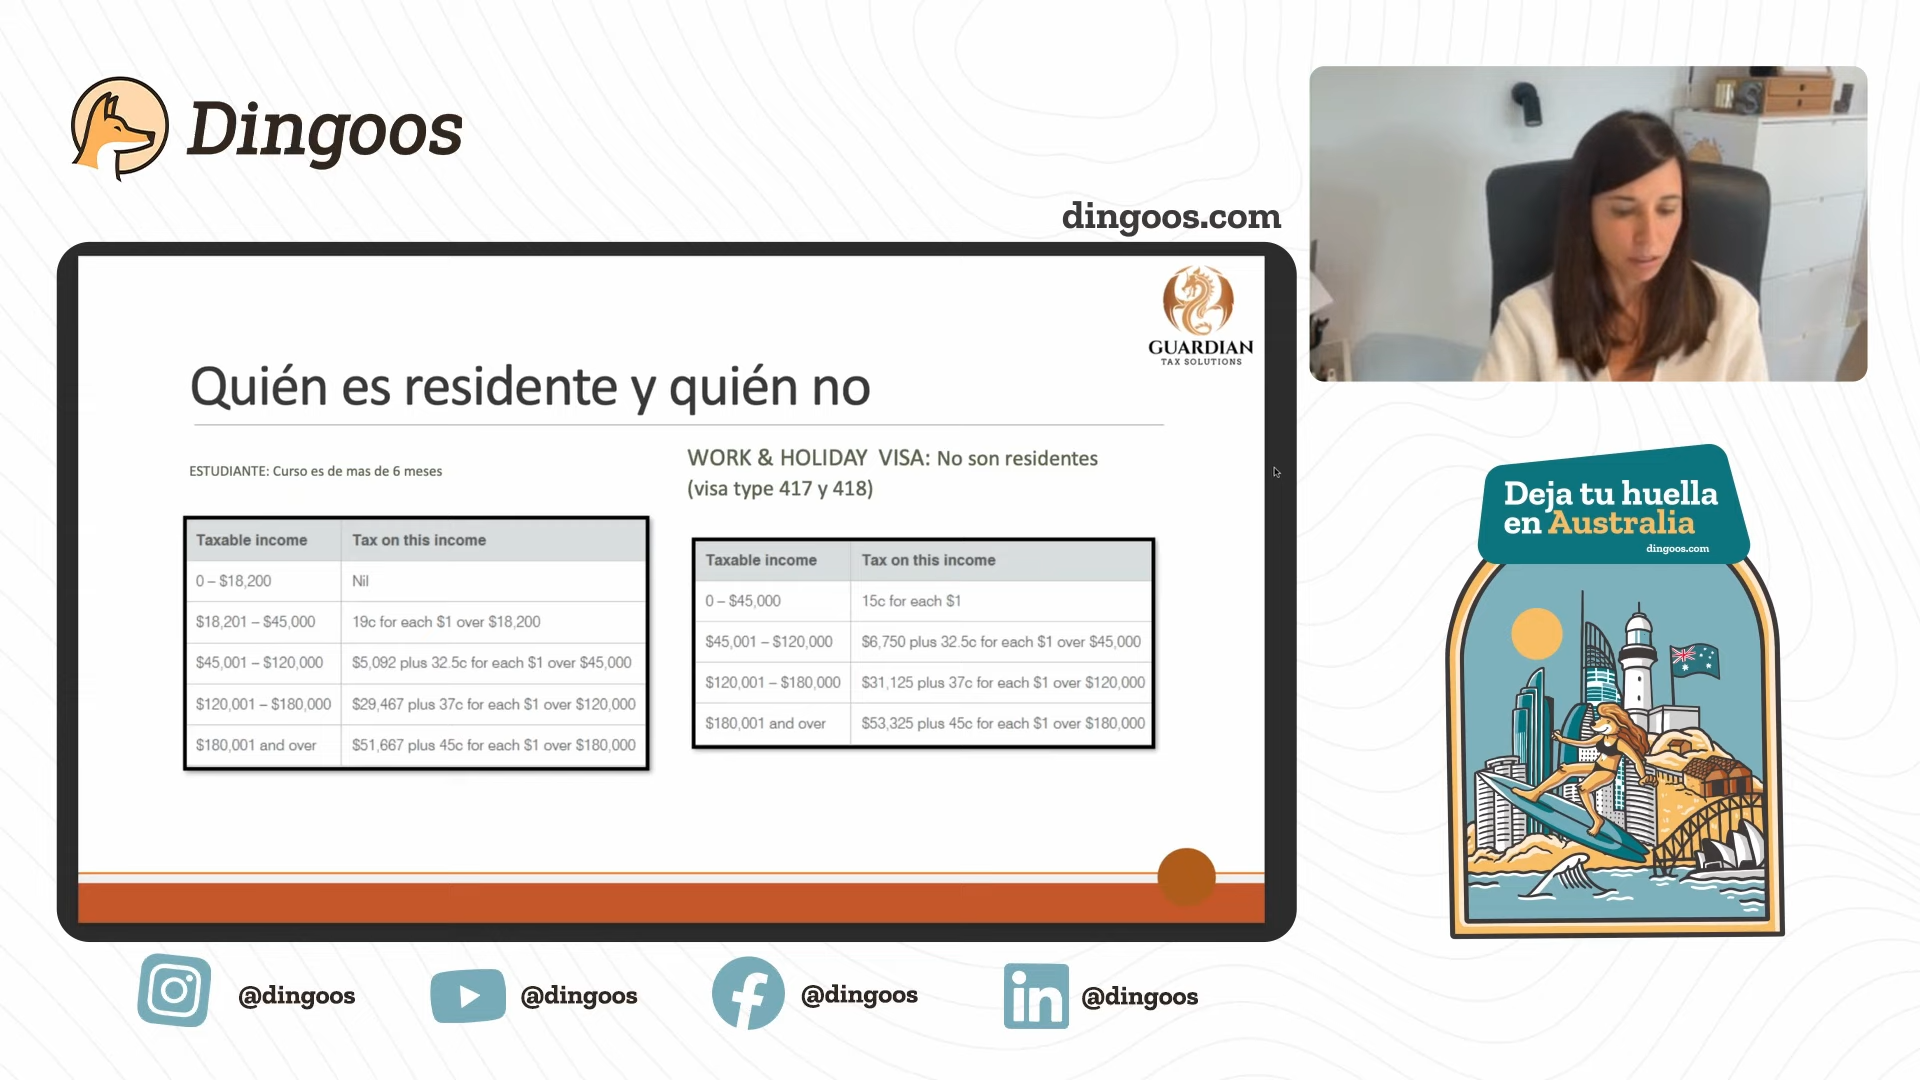 Dingoos
dingoos.com
GUARDIAN
TAX SOLUTIONS
Quién es residente y quién no
ESTUDIANTE: Curso es de mas de 6 meses
Taxable income Tax on this income
0 – $18,200 Nil
$18,201 – $45,000 19c for each $1 over $18,200
$45,001 – $120,000 $5,092 plus 32.5c for each $1 over $45,000
$120,001 – $180,000 $29,467 plus 37c for each $1 over $120,000
$180,001 and over $51,667 plus 45c for each $1 over $180,000
WORK & HOLIDAY VISA: No son residentes
(visa type 417 y 418)
Taxable income Tax on this income
0 – $45,000 15c for each $1
$45,001 – $120,000 $6,750 plus 32.5c for each $1 over $45,000
$120,001 – $180,000 $31,125 plus 37c for each $1 over $120,000
$180,001 and over $53,325 plus 45c for each $1 over $180,000
Deja tu huella
en Australia
dingoos.com
@dingoos
@dingoos
@dingoos
in @dingoos